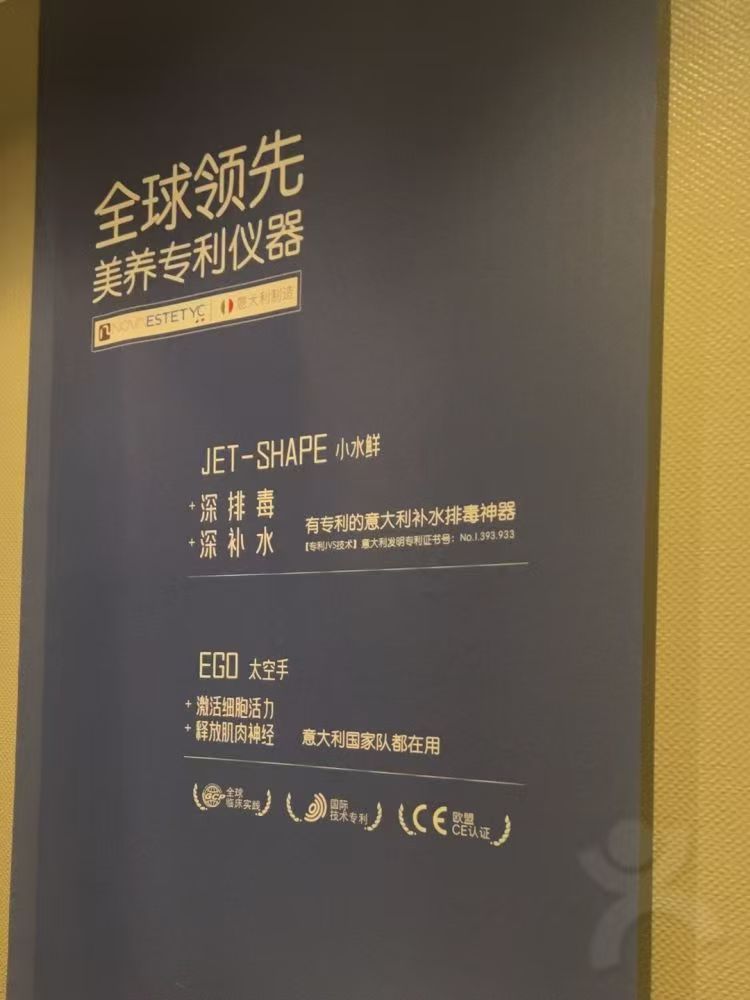 全球领先
美养专利仪器
NOVAESTETYC 意大利制造
JET-SHAPE 小水鲜
+ 深排毒
+ 深补水
有专利的意大利补水排毒神器
【专利JVS技术】意大利发明专利证书号：No.1.393.933
EGO 太空手
+ 激活细胞活力
+ 释放肌肉神经
意大利国家队都在用
GCP 全球
临床实践
国际
技术专利
CE 欧盟
CE认证